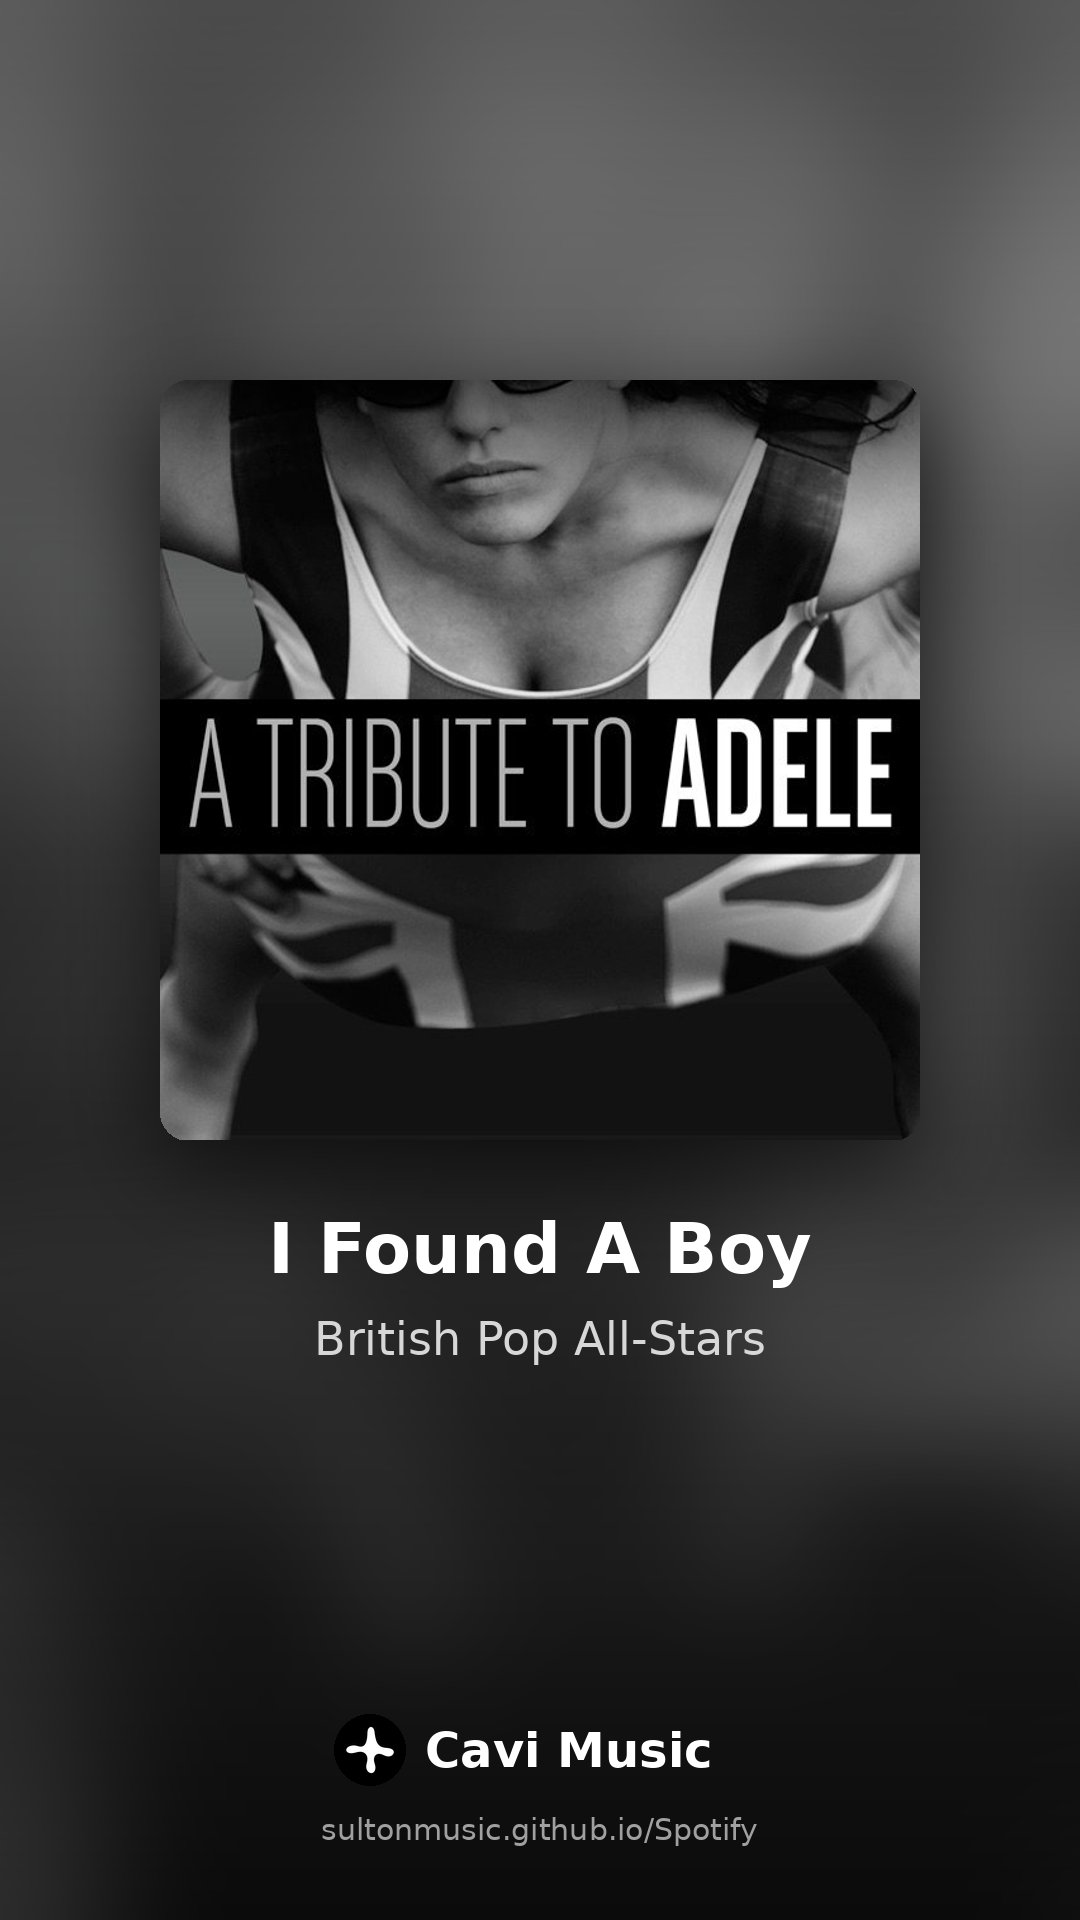 A TRIBUTE TO ADELE
I Found A Boy
British Pop All-Stars
Cavi Music
sultonmusic.github.io/Spotify